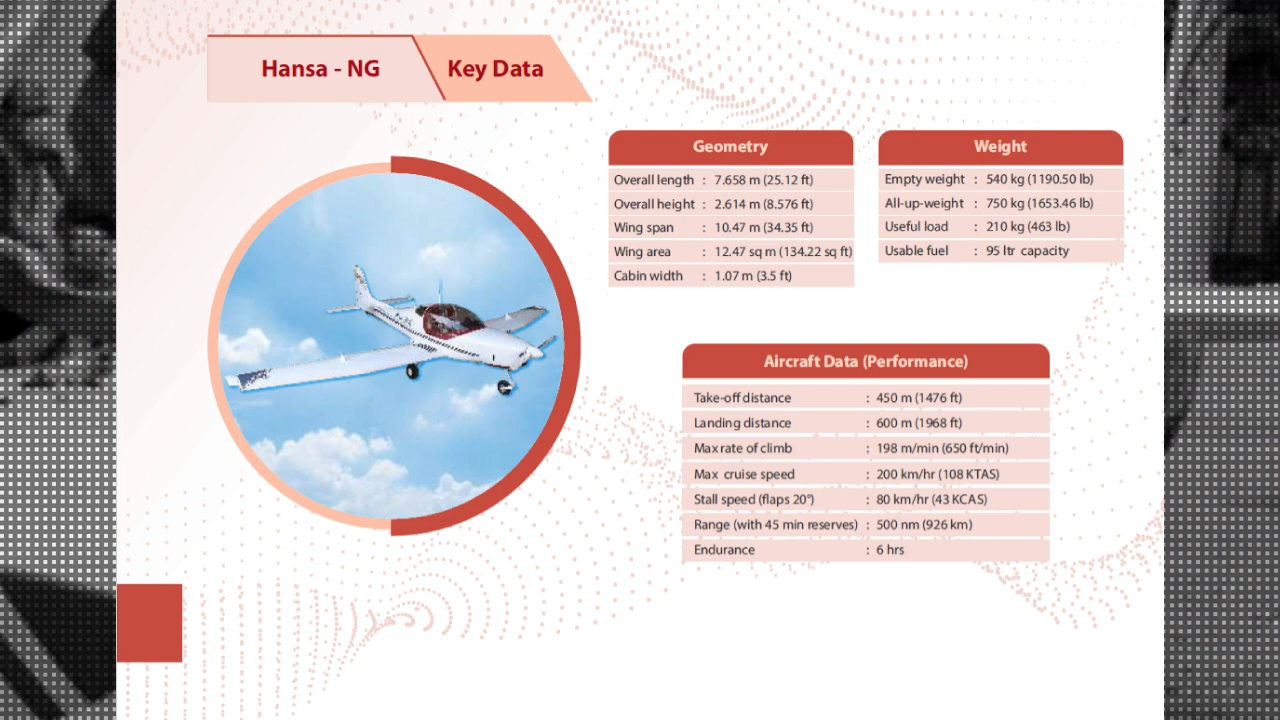 Hansa - NG Key Data
Geometry
Overall length : 7.658 m (25.12 ft)
Overall height : 2.614 m (8.576 ft)
Wing span : 10.47 m (34.35 ft)
Wing area : 12.47 sq m (134.22 sq ft)
Cabin width : 1.07 m (3.5 ft)
Weight
Empty weight : 540 kg (1190.50 lb)
All-up-weight : 750 kg (1653.46 lb)
Useful load : 210 kg (463 lb)
Usable fuel : 95 ltr capacity
Aircraft Data (Performance)
Take-off distance : 450 m (1476 ft)
Landing distance : 600 m (1968 ft)
Max rate of climb : 198 m/min (650 ft/min)
Max cruise speed : 200 km/hr (108 KTAS)
Stall speed (flaps 20°) : 80 km/hr (43 KCAS)
Range (with 45 min reserves) : 500 nm (926 km)
Endurance : 6 hrs